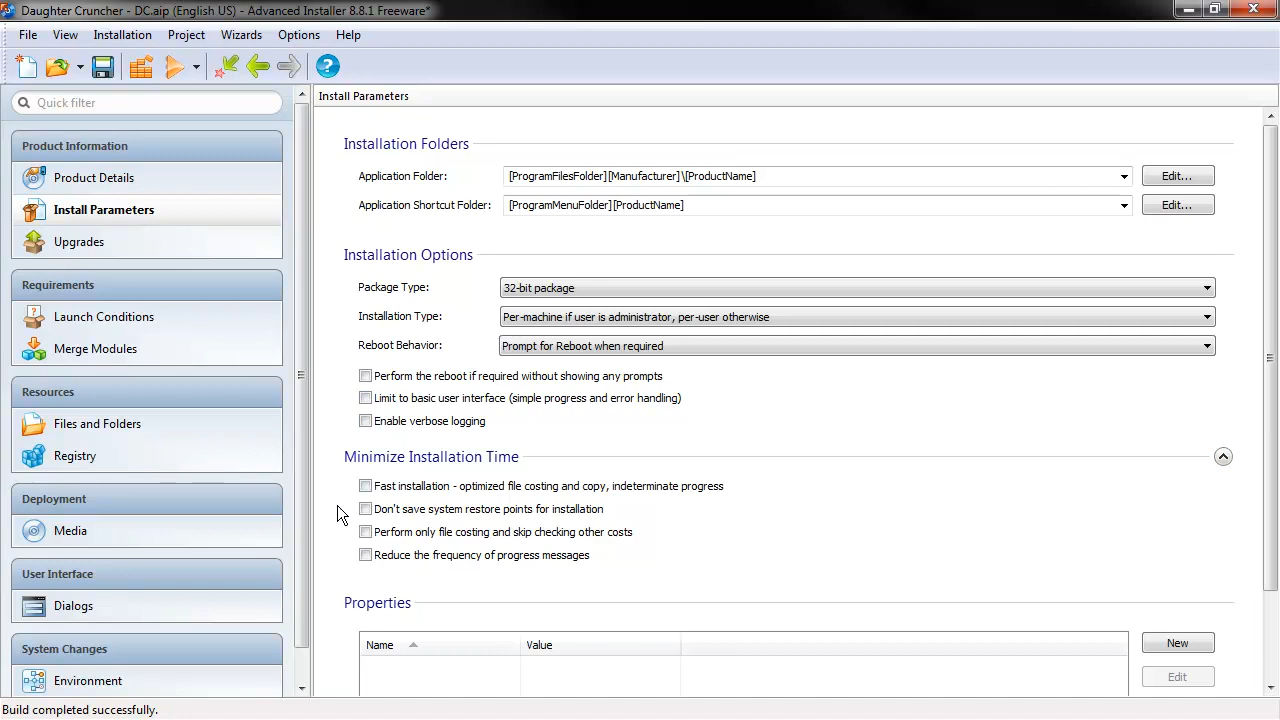 Daughter Cruncher - DC.aip (English US) - Advanced Installer 8.8.1 Freeware*
File View Installation Project Wizards Options Help
Quick filter
Product Information
Product Details
Install Parameters
Upgrades
Requirements
Launch Conditions
Merge Modules
Resources
Files and Folders
Registry
Deployment
Media
User Interface
Dialogs
System Changes
Environment
Install Parameters
Installation Folders
Application Folder: [ProgramFilesFolder][Manufacturer]\[ProductName] Edit...
Application Shortcut Folder: [ProgramMenuFolder][ProductName] Edit...
Installation Options
Package Type: 32-bit package
Installation Type: Per-machine if user is administrator, per-user otherwise
Reboot Behavior: Prompt for Reboot when required
Perform the reboot if required without showing any prompts
Limit to basic user interface (simple progress and error handling)
Enable verbose logging
Minimize Installation Time
Fast installation - optimized file costing and copy, indeterminate progress
Don't save system restore points for installation
Perform only file costing and skip checking other costs
Reduce the frequency of progress messages
Properties
Name Value New
Edit
Build completed successfully.